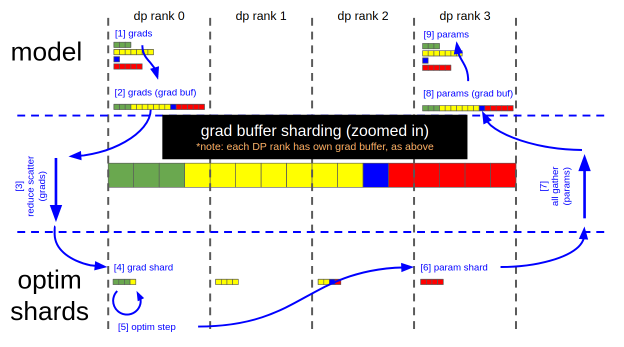 dp rank 0
dp rank 1
dp rank 2
dp rank 3
model
[1] grads
[9] params
[2] grads (grad buf)
[8] params (grad buf)
grad buffer sharding (zoomed in)
*note: each DP rank has own grad buffer, as above
[3]
reduce scatter
(grads)
[7]
all gather
(params)
optim
shards
[4] grad shard
[6] param shard
[5] optim step